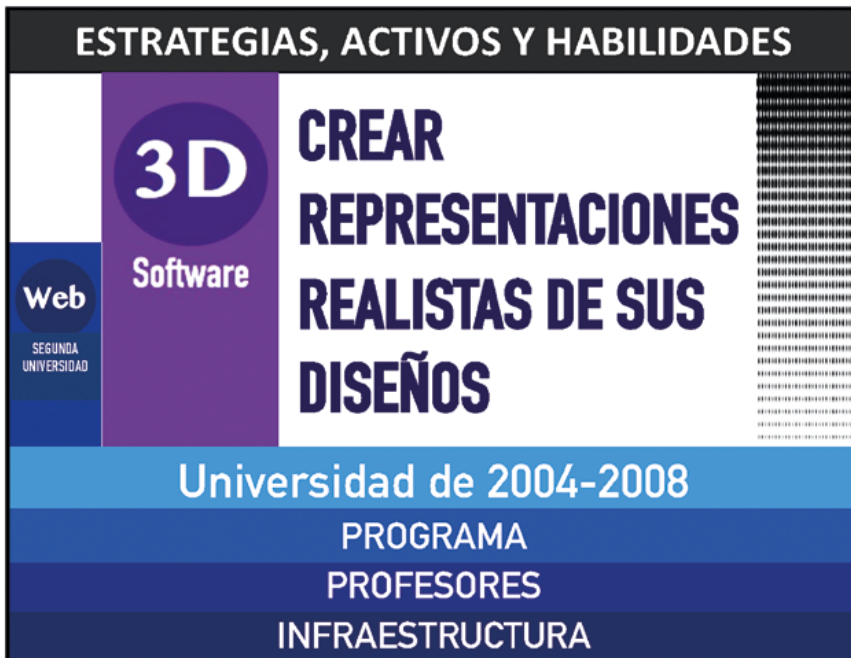 ESTRATEGIAS, ACTIVOS Y HABILIDADES
3D
Software
Web
SEGUNDA
UNIVERSIDAD
CREAR
REPRESENTACIONES
REALISTAS DE SUS
DISEÑOS
Universidad de 2004-2008
PROGRAMA
PROFESORES
INFRAESTRUCTURA